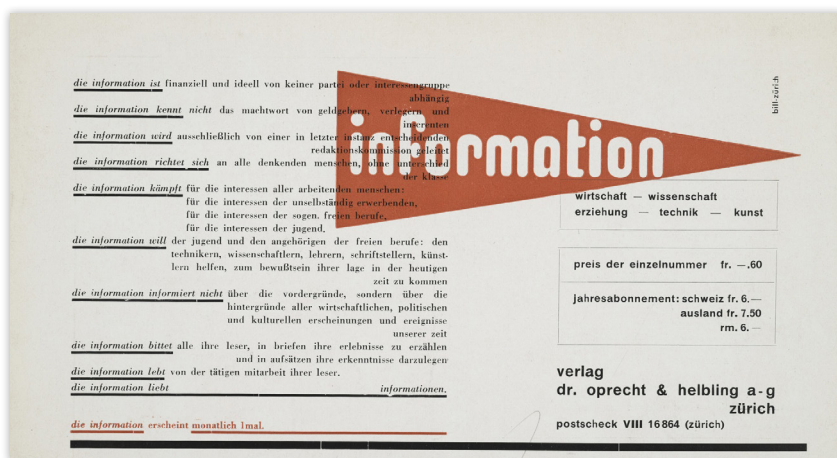 die information ist finanziell und ideell von keiner partei oder interessengruppe
abhängig
die information kennt nicht das machtwort von geldgebern, verlegern und
inserenten
die information wird ausschließlich von einer in letzter instanz entscheidenden
redaktionskommission geleitet
die information richtet sich an alle denkenden menschen, ohne unterschied
der klasse
die information kämpft für die interessen aller arbeitenden menschen:
für die interessen der unselbständig erwerbenden,
für die interessen der sogen. freien berufe,
für die interessen der jugend.
die information will der jugend und den angehörigen der freien berufe: den
technikern, wissenschaftlern, lehrern, schriftstellern, künst-
lern helfen, zum bewußtsein ihrer lage in der heutigen
zeit zu kommen
die information informiert nicht über die vordergründe, sondern über die
hintergründe aller wirtschaftlichen, politischen
und kulturellen erscheinungen und ereignisse
unserer zeit
die information bittet alle ihre leser, in briefen ihre erlebnisse zu erzählen
und in aufsätzen ihre erkenntnisse darzulegen
die information lebt von der tätigen mitarbeit ihrer leser.
die information liebt informationen.
die information erscheint monatlich 1mal.
information
bill-zürich
wirtschaft — wissenschaft
erziehung — technik — kunst
preis der einzelnummer fr. —.60
jahresabonnement: schweiz fr. 6.—
ausland fr. 7.50
rm. 6. —
verlag
dr. oprecht & helbling a-g
zürich
postscheck VIII 16864 (zürich)